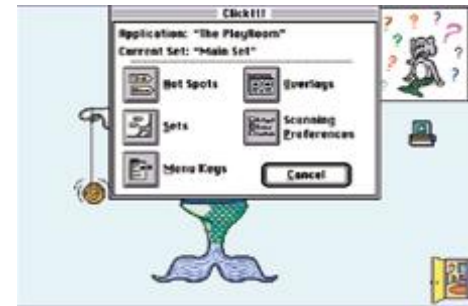 Click!!!
Application: "The PlayRoom"
Current Set: "Main Set"
Hot Spots
Overlays
Sets
Scanning
Preferences
Menu Keys
Cancel
? ? ? ? ? ?